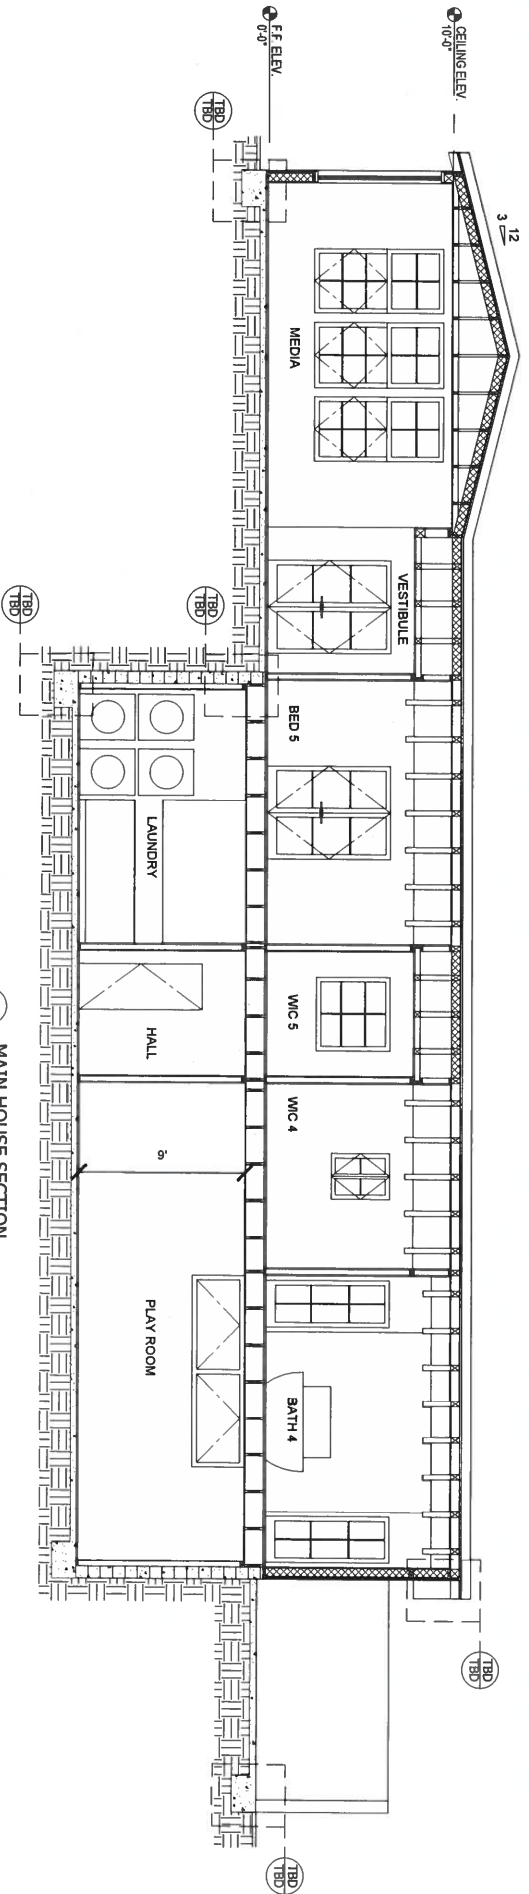 CEILING ELEV.
10'-0"
F.F. ELEV.
0'-0"
12
3
TBD
TBD
MEDIA
VESTIBULE
BED 5
WIC 5
WIC 4
BATH 4
TBD
TBD
TBD
TBD
LAUNDRY
HALL
9'
PLAY ROOM
TBD
TBD
TBD
TBD
MAIN HOUSE SECTION